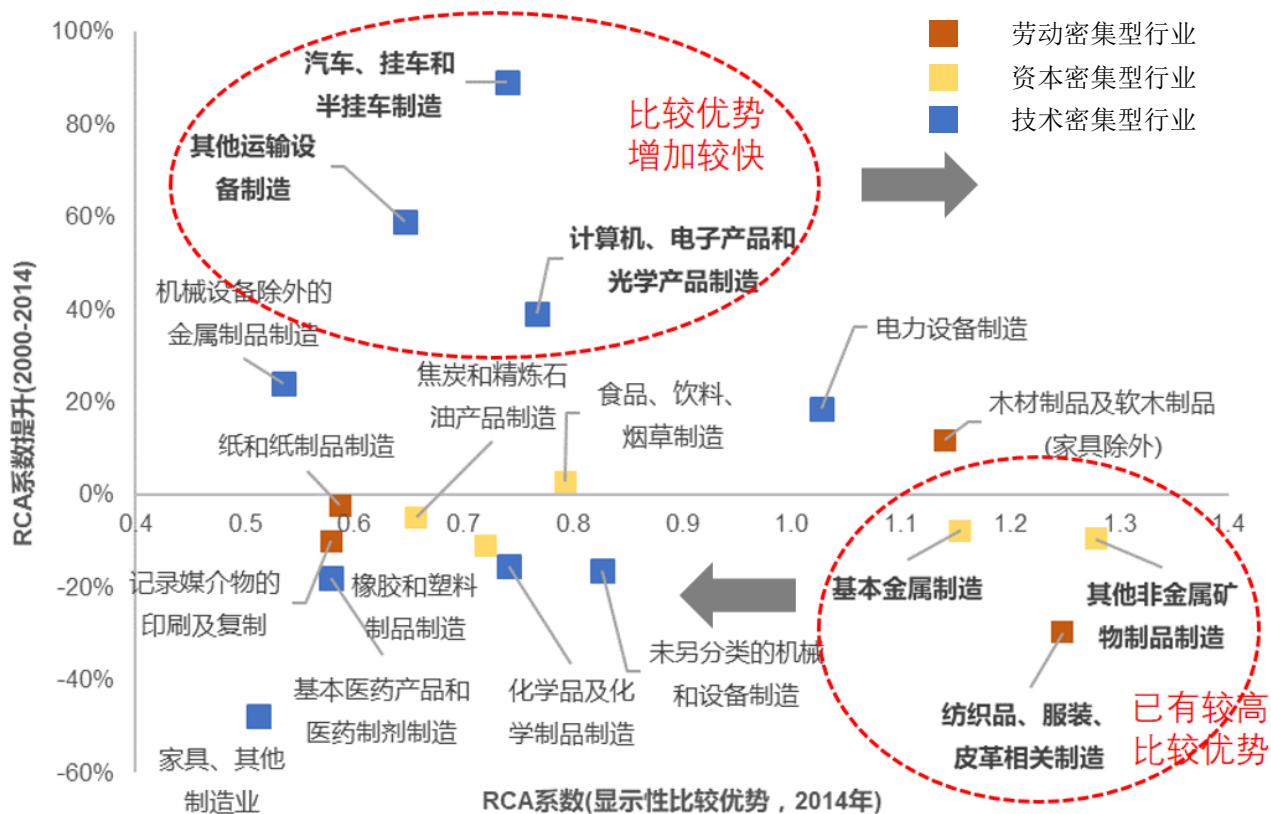 100%
80%
60%
40%
20%
0%
-20%
-40%
-60%
RCA系数提升(2000-2014)
劳动密集型行业
资本密集型行业
技术密集型行业
汽车、挂车和
半挂车制造
比较优势
增加较快
其他运输设
备制造
计算机、电子产品和
光学产品制造
机械设备除外的
金属制品制造
焦炭和精炼石
油产品制造
食品、饮料、
烟草制造
电力设备制造
木材制品及软木制品
(家具除外)
纸和纸制品制造
0.4
0.5
0.6
0.7
0.8
0.9
1.0
1.1
1.2
1.3
1.4
记录媒介物的
印刷及复制
橡胶和塑料
制品制造
基本金属制造
其他非金属矿
物制品制造
基本医药产品和
医药制剂制造
化学品及化
学制品制造
未另分类的机械
和设备制造
纺织品、服装、
皮革相关制造
已有较高
比较优势
家具、其他
制造业
RCA系数(显示性比较优势，2014年)